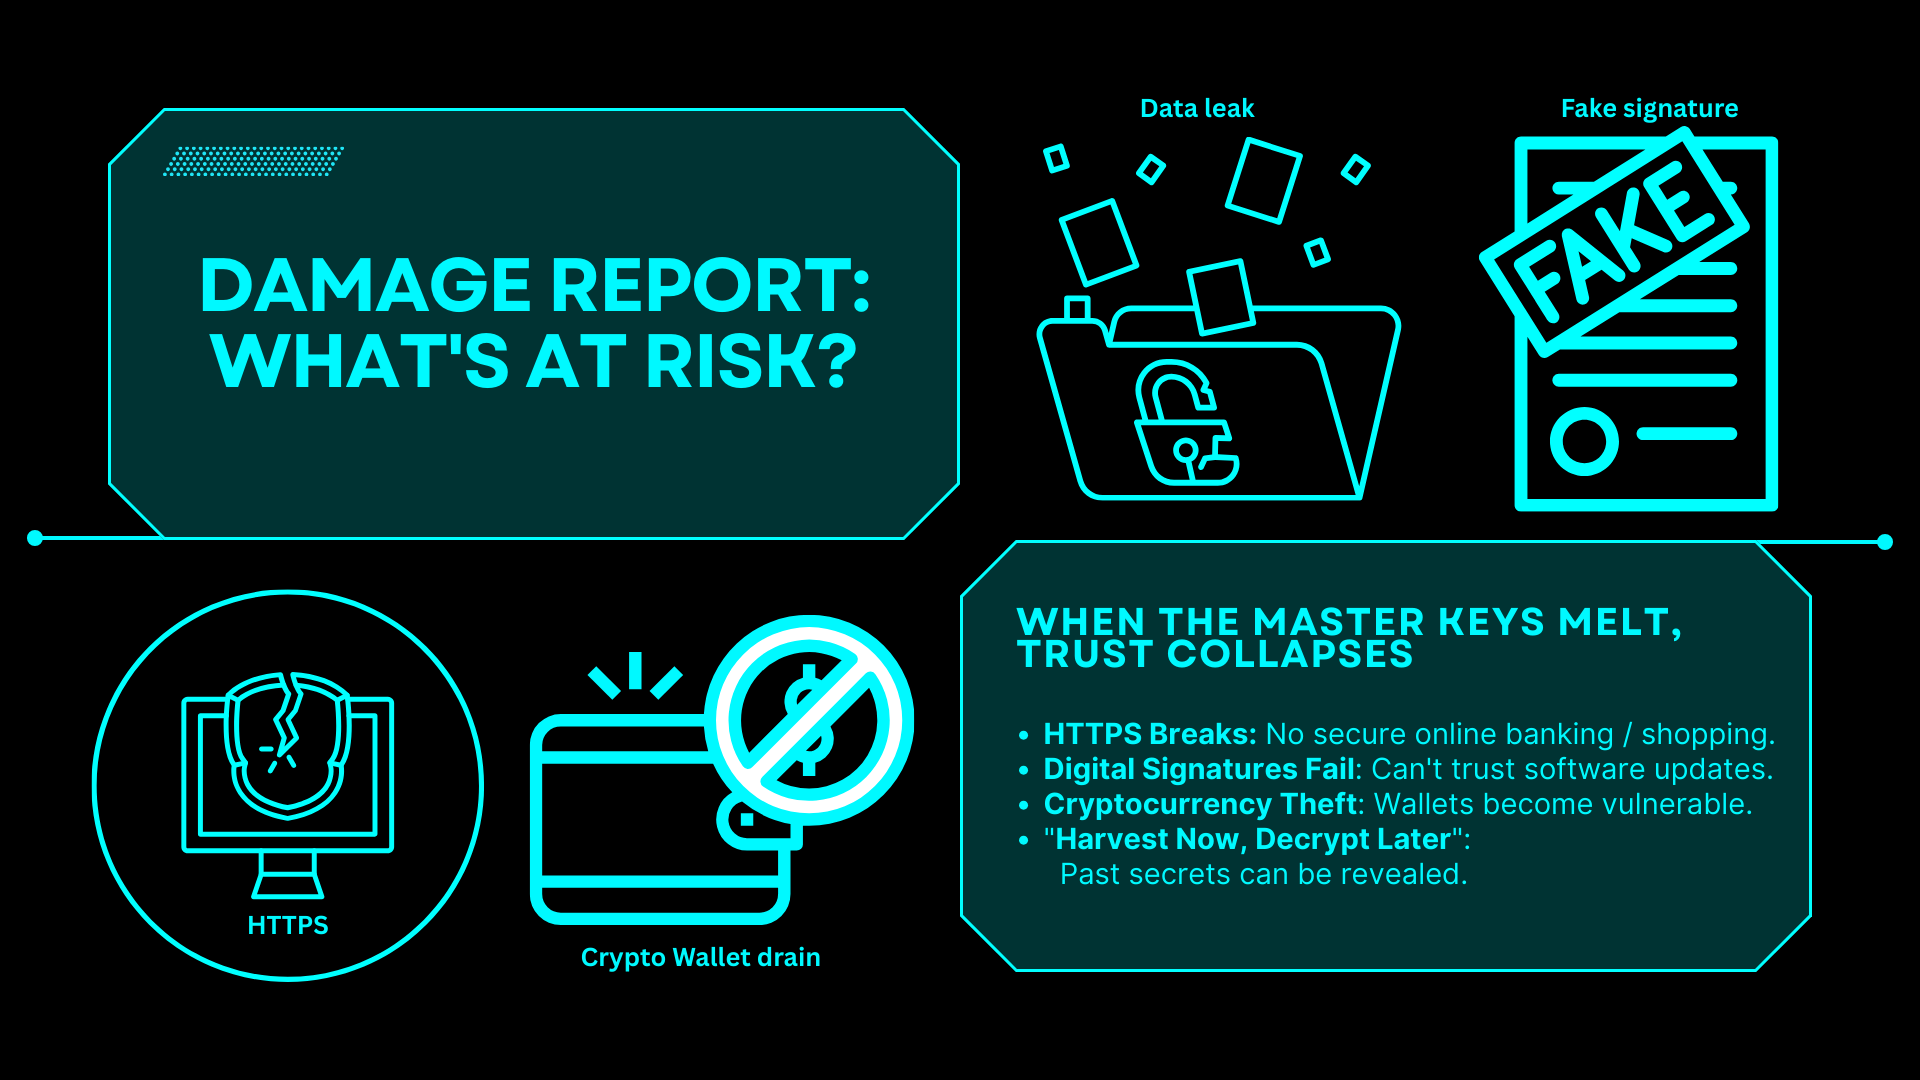 DAMAGE REPORT:
WHAT'S AT RISK?
Data leak
Fake signature
FAKE
HTTPS
Crypto Wallet drain
WHEN THE MASTER KEYS MELT,
TRUST COLLAPSES
• HTTPS Breaks: No secure online banking / shopping.
• Digital Signatures Fail: Can't trust software updates.
• Cryptocurrency Theft: Wallets become vulnerable.
• "Harvest Now, Decrypt Later":
Past secrets can be revealed.